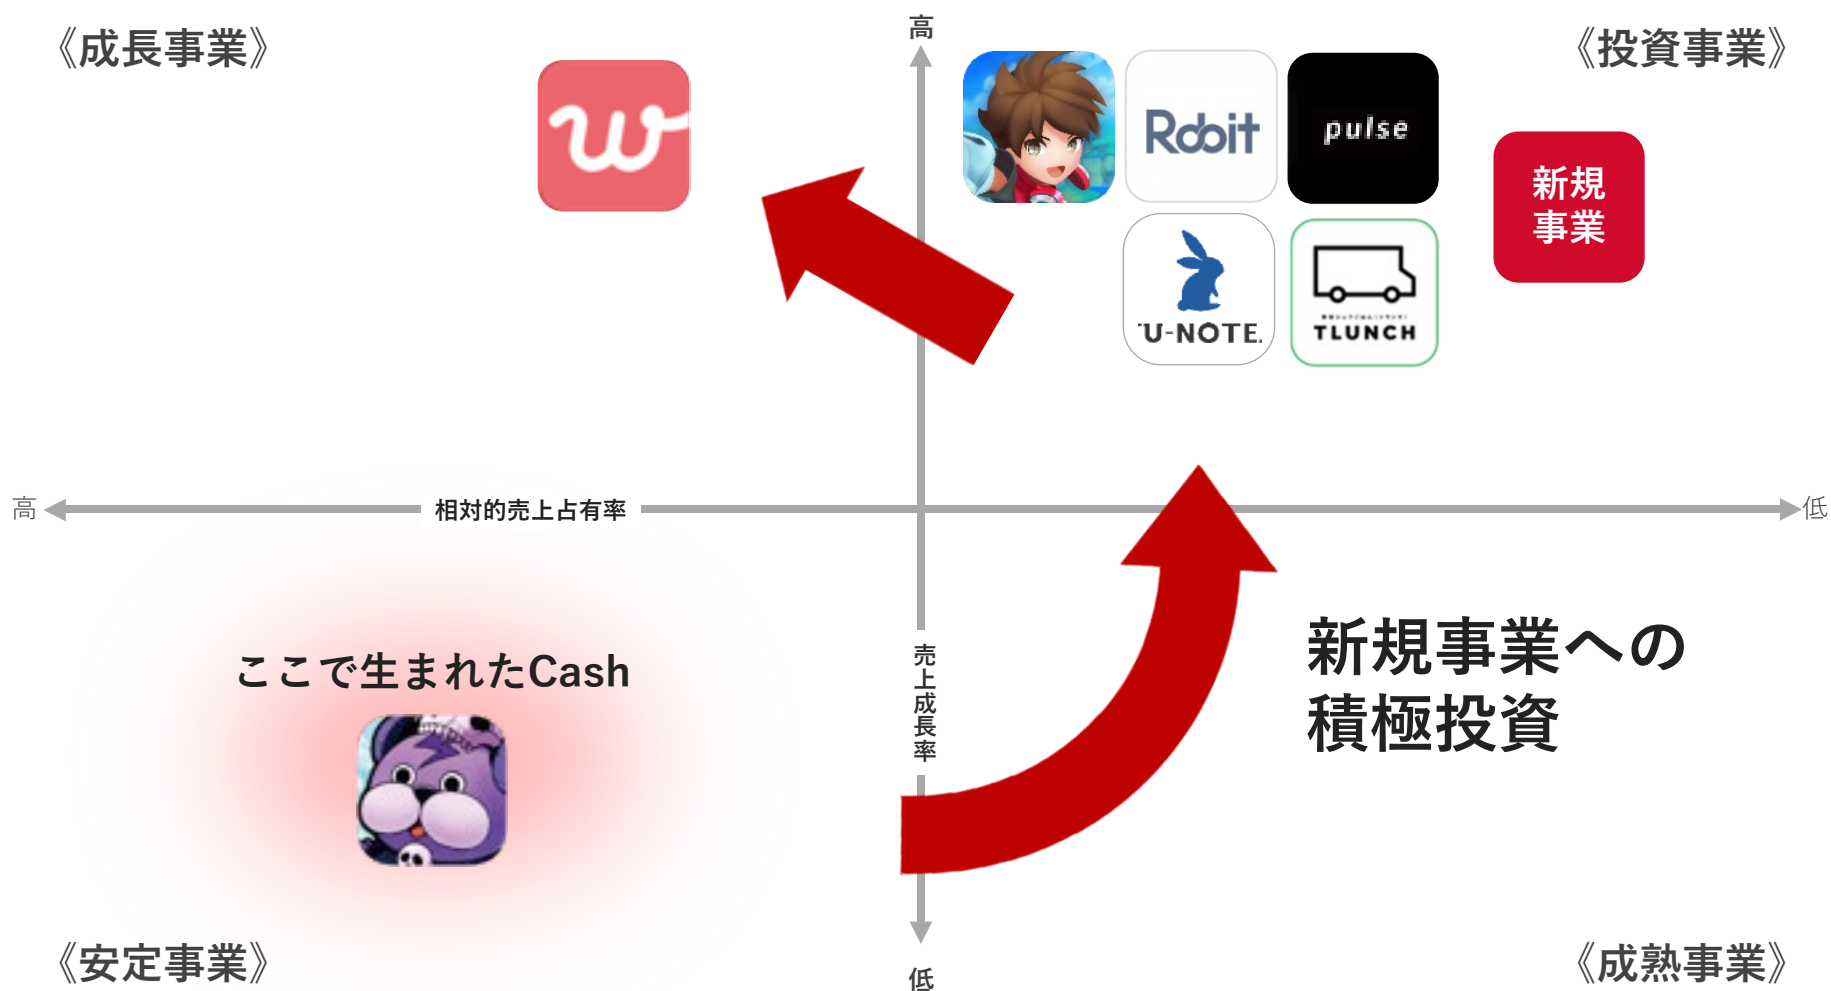 《成長事業》
高
《投資事業》
w
Robit
pulse
新規
事業
U-NOTE.
TLUNCH
高
相対的売上占有率
低
売上成長率
ここで生まれたCash
新規事業への
積極投資
《安定事業》
低
《成熟事業》